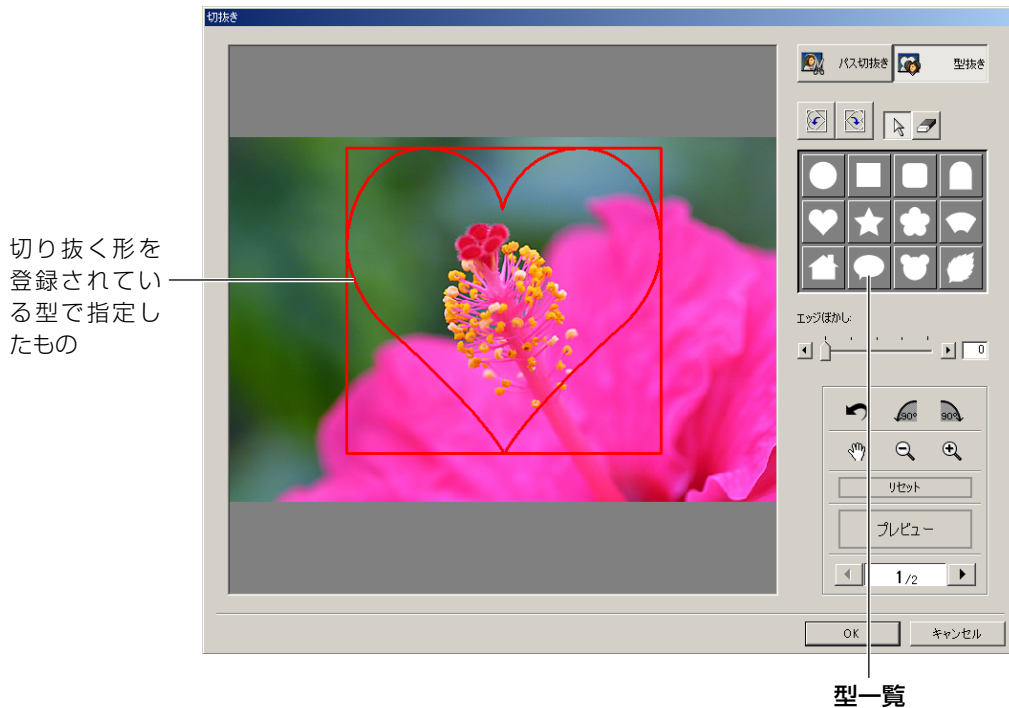 切抜き
パス切抜き
型抜き
切り抜く形を
登録されてい
る型で指定し
たもの
エッジぼかし:
0
90°
90°
リセット
プレビュー
1/2
OK
キャンセル
型一覧